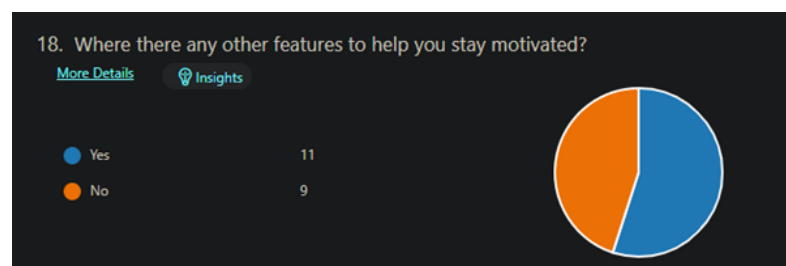 18. Where there any other features to help you stay motivated?
More Details Insights
Yes 11
No 9